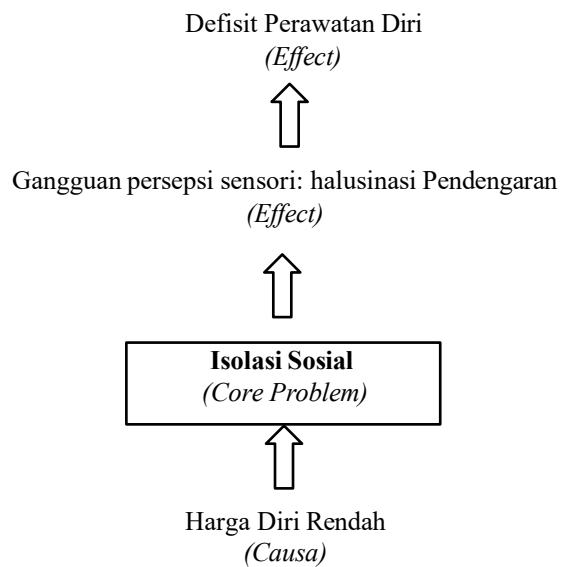 Defisit Perawatan Diri
(Effect)
Gangguan persepsi sensori: halusinasi Pendengaran
(Effect)
Isolasi Sosial
(Core Problem)
Harga Diri Rendah
(Causa)